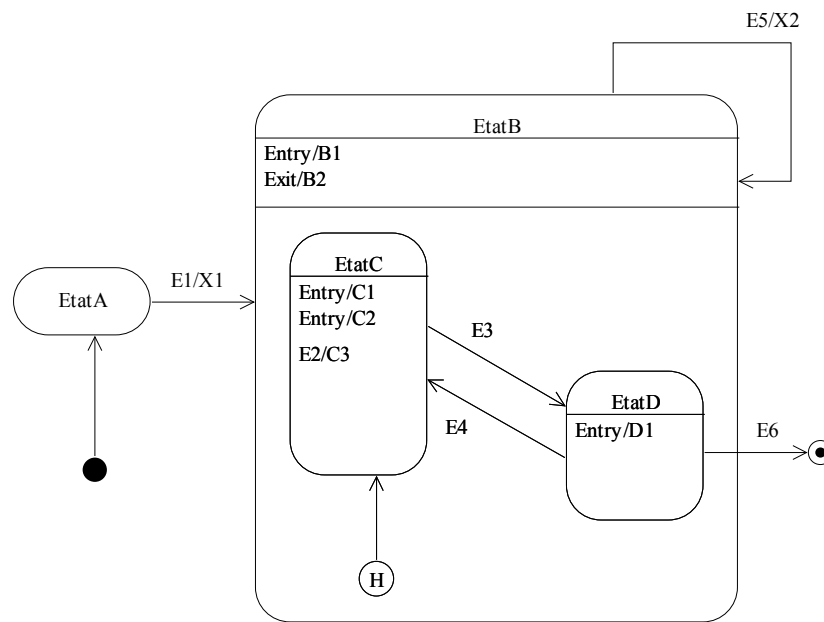 E5/X2
EtatB
Entry/B1
Exit/B2
EtatA
E1/X1
EtatC
Entry/C1
Entry/C2
E2/C3
E3
E4
EtatD
Entry/D1
E6
H